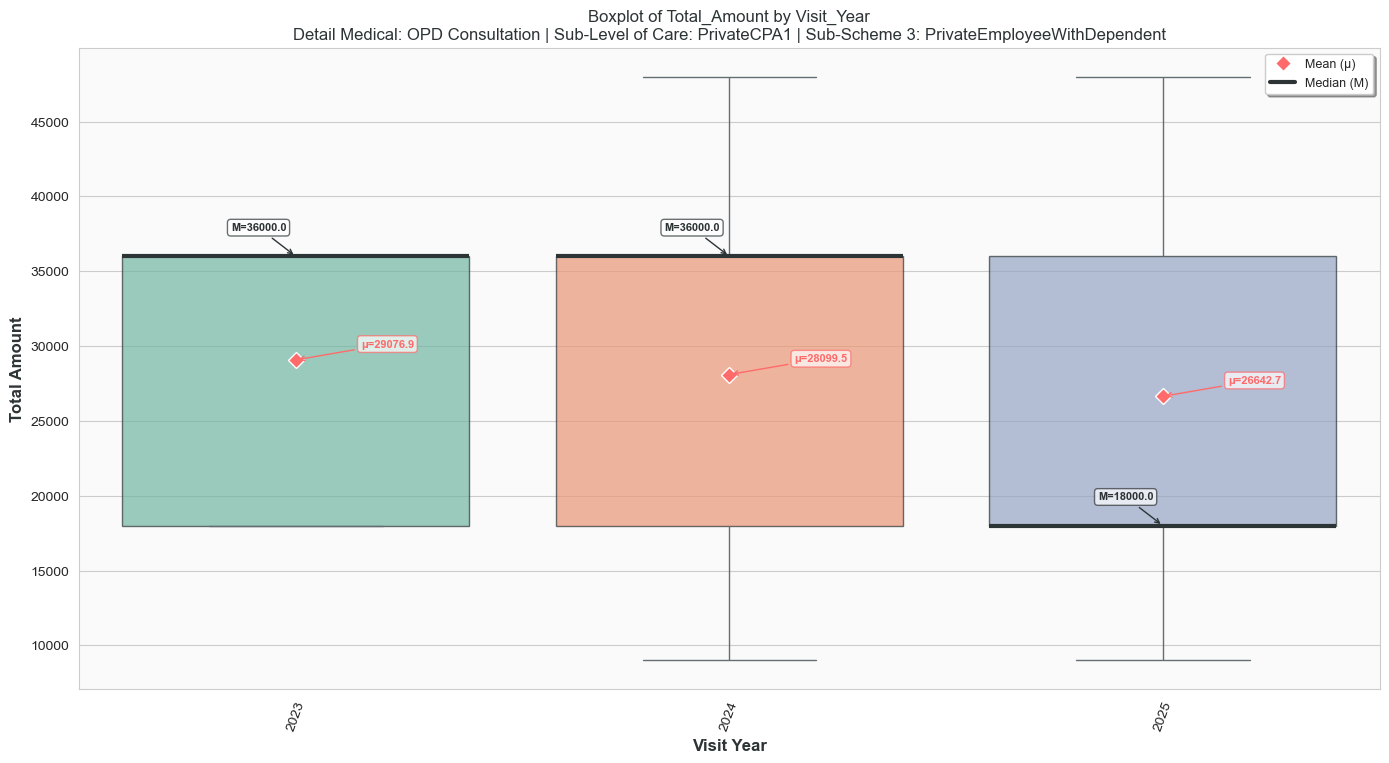 Boxplot of Total_Amount by Visit_Year
Detail Medical: OPD Consultation | Sub-Level of Care: PrivateCPA1 | Sub-Scheme 3: PrivateEmployeeWithDependent
Mean (μ)
Median (M)
Total Amount
45000
40000
35000
30000
25000
20000
15000
10000
M=36000.0
μ=29076.9
M=36000.0
μ=28099.5
M=18000.0
μ=26642.7
2023
2024
2025
Visit Year